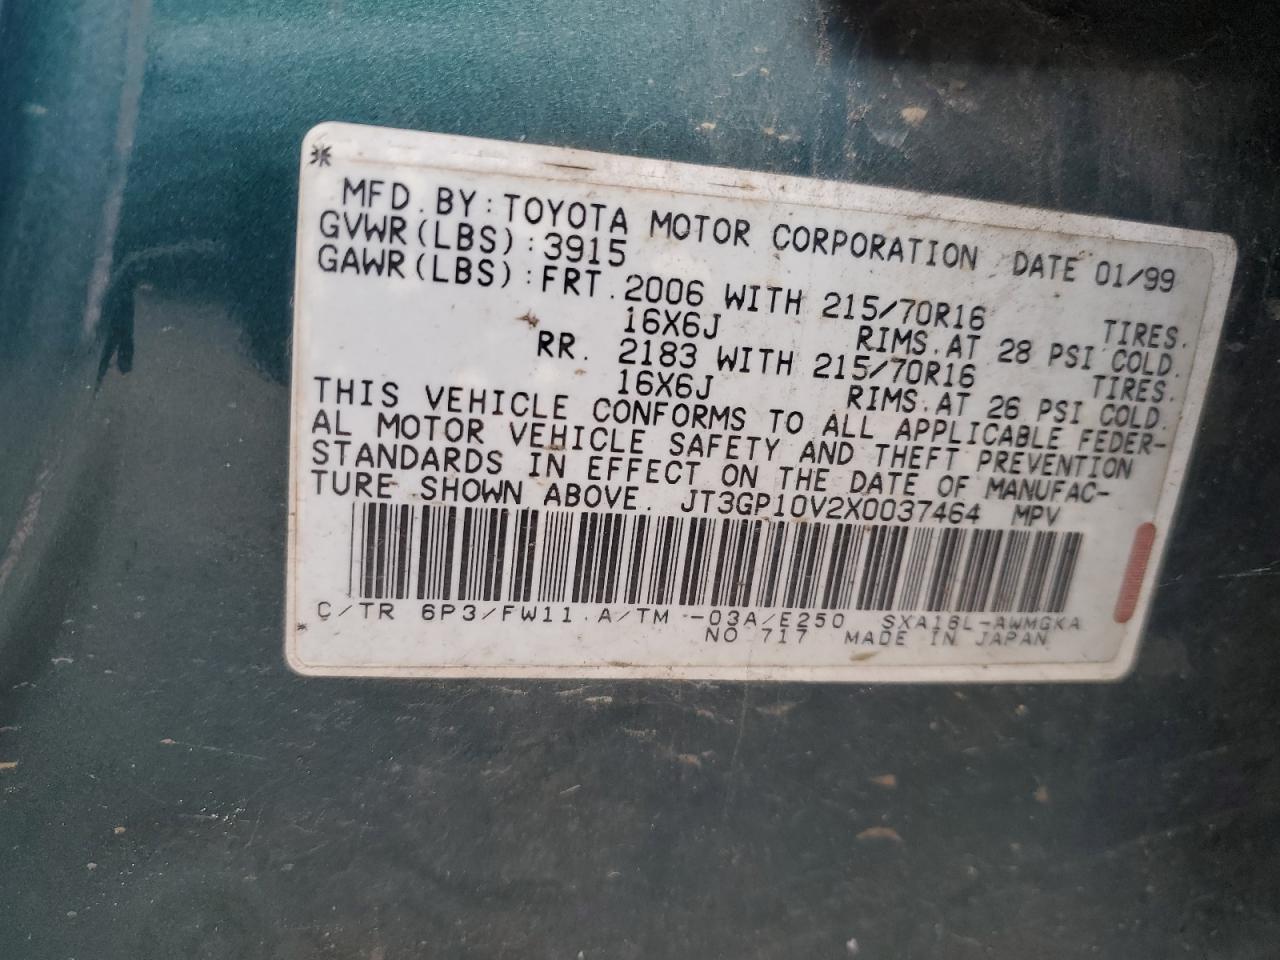 MFD. BY: TOYOTA MOTOR CORPORATION DATE 01/99
GVWR(LBS): 3915
GAWR(LBS): FRT. 2006 WITH 215/70R16 TIRES.
16X6J RIMS. AT 28 PSI COLD.
RR. 2183 WITH 215/70R16 TIRES.
16X6J RIMS. AT 26 PSI COLD.
THIS VEHICLE CONFORMS TO ALL APPLICABLE FEDER-
AL MOTOR VEHICLE SAFETY AND THEFT PREVENTION
STANDARDS IN EFFECT ON THE DATE OF MANUFAC-
TURE SHOWN ABOVE. JT3GP10V2X0037464 MPV
C/TR 6P3/FW11 A/TM -03A/E250 SXA16L-AWMGKA
NO 717 MADE IN JAPAN